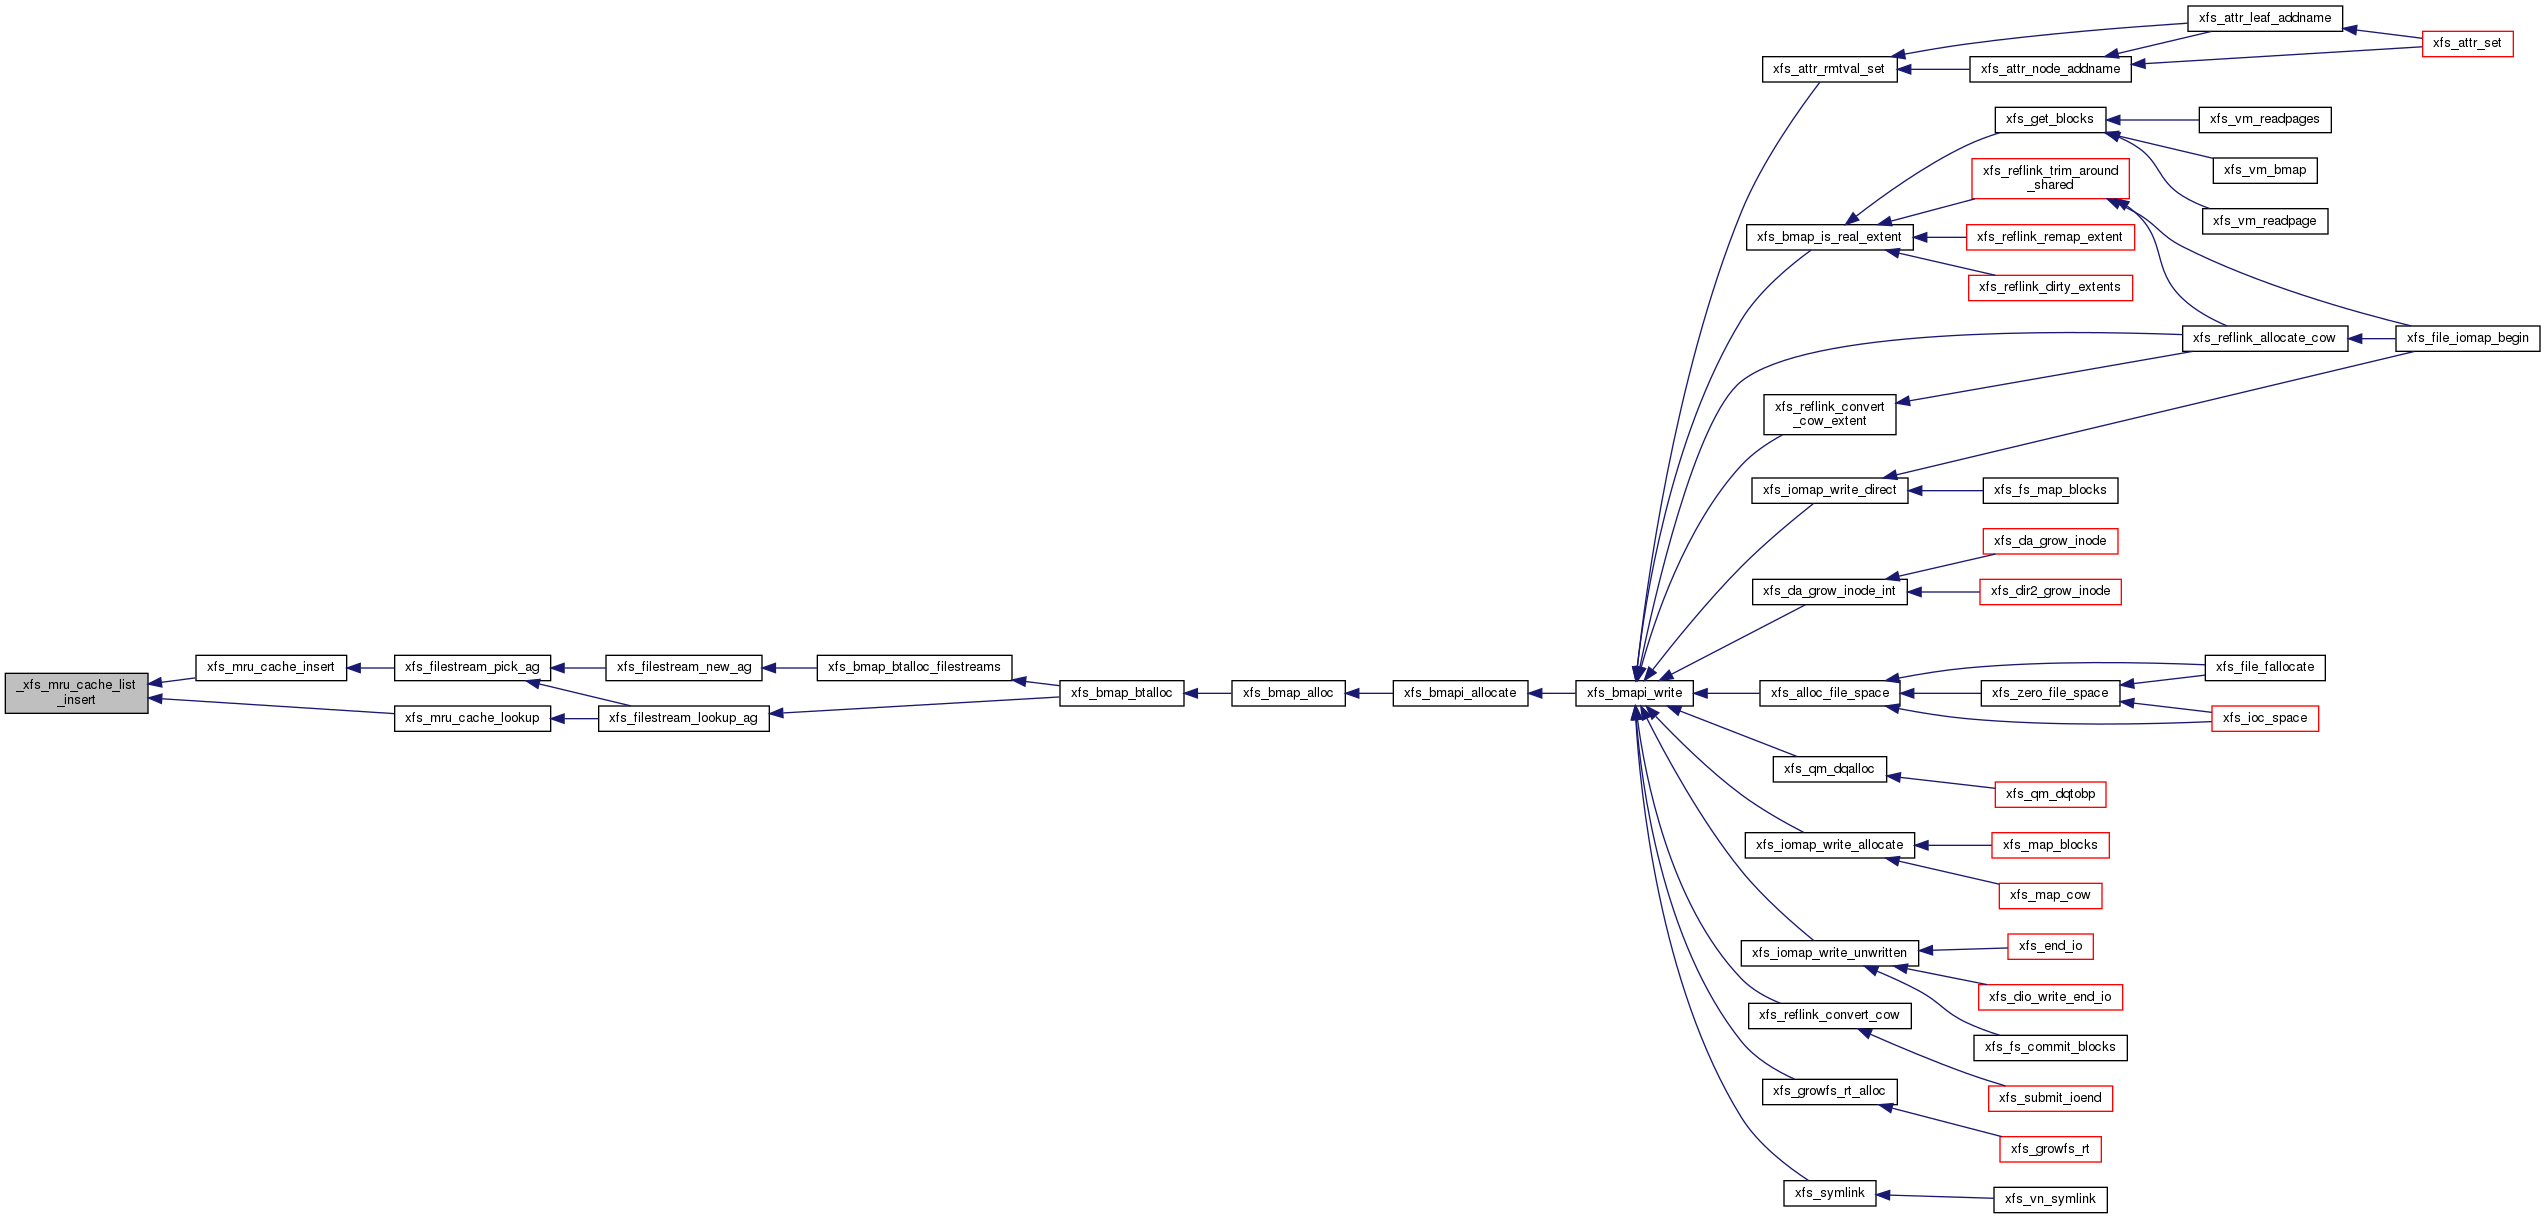 xfs_attr_leaf_addname
xfs_attr_set
xfs_attr_rmtval_set
xfs_attr_node_addname
xfs_get_blocks
xfs_vm_readpages
xfs_reflink_trim_around
_shared
xfs_vm_bmap
xfs_vm_readpage
xfs_bmap_is_real_extent
xfs_reflink_remap_extent
xfs_reflink_dirty_extents
xfs_reflink_allocate_cow
xfs_file_iomap_begin
xfs_reflink_convert
_cow_extent
xfs_iomap_write_direct
xfs_fs_map_blocks
xfs_da_grow_inode
xfs_da_grow_inode_int
xfs_dir2_grow_inode
_xfs_mru_cache_list
_insert
xfs_mru_cache_insert
xfs_filestream_pick_ag
xfs_filestream_new_ag
xfs_bmap_btalloc_filestreams
xfs_mru_cache_lookup
xfs_filestream_lookup_ag
xfs_bmap_btalloc
xfs_bmap_alloc
xfs_bmapi_allocate
xfs_bmapi_write
xfs_alloc_file_space
xfs_zero_file_space
xfs_file_fallocate
xfs_ioc_space
xfs_qm_dqalloc
xfs_qm_dqtobp
xfs_iomap_write_allocate
xfs_map_blocks
xfs_map_cow
xfs_iomap_write_unwritten
xfs_end_io
xfs_dio_write_end_io
xfs_reflink_convert_cow
xfs_fs_commit_blocks
xfs_growfs_rt_alloc
xfs_submit_ioend
xfs_growfs_rt
xfs_symlink
xfs_vn_symlink